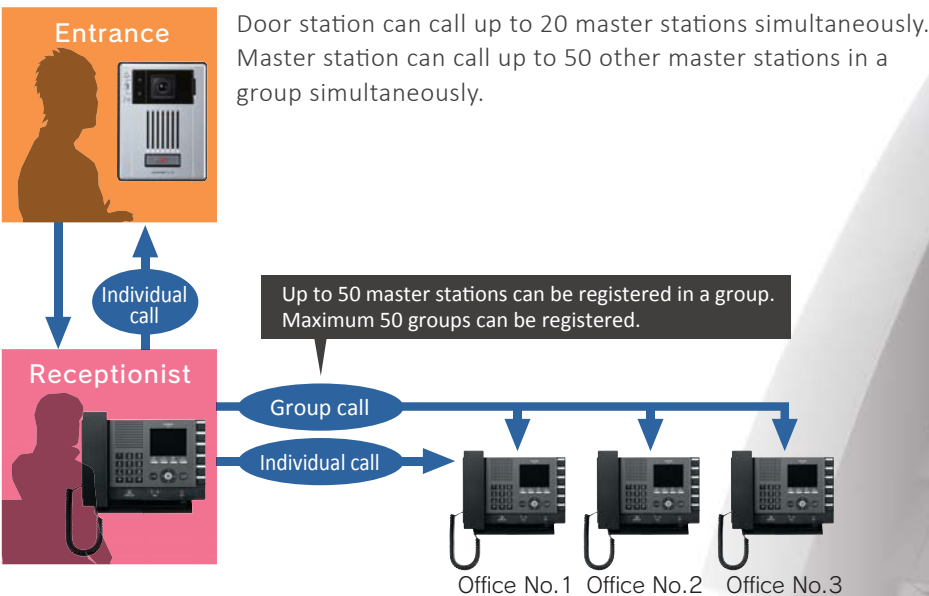 Entrance
Door station can call up to 20 master stations simultaneously.
Master station can call up to 50 other master stations in a
group simultaneously.
Individual
call
Up to 50 master stations can be registered in a group.
Maximum 50 groups can be registered.
Receptionist
Group call
Individual call
Office No.1 Office No.2 Office No.3